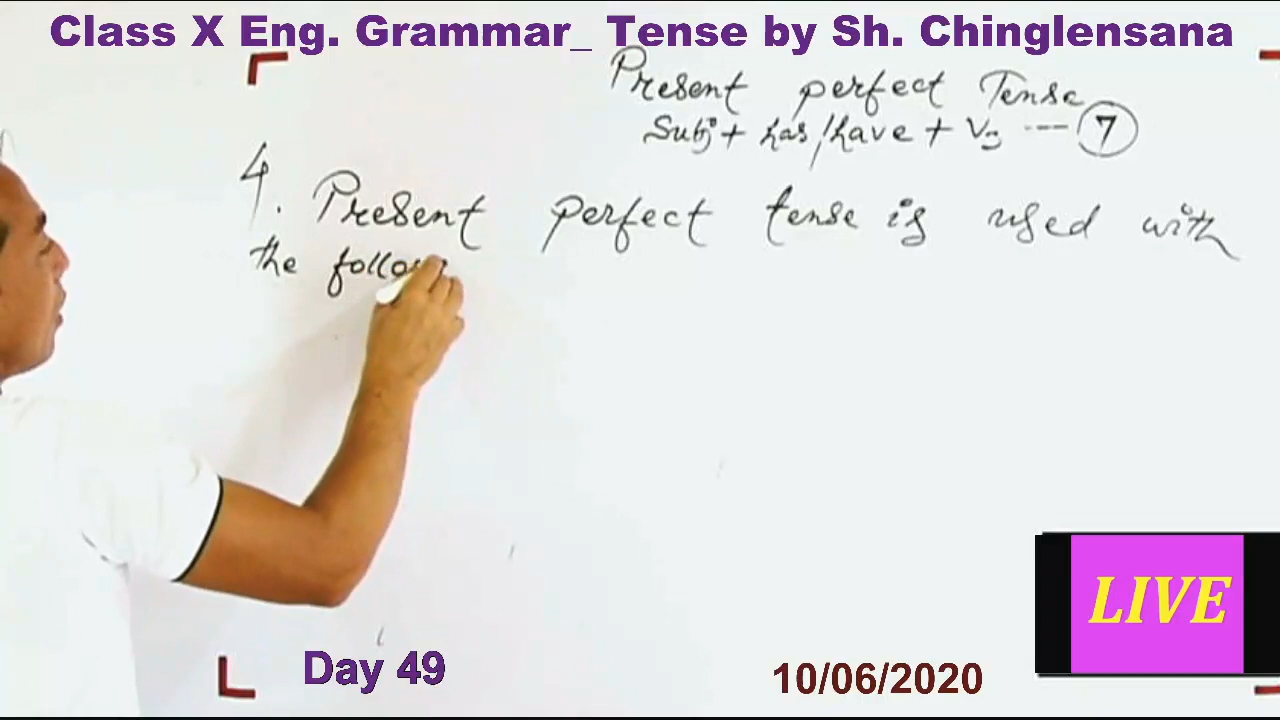 Class X Eng. Grammar_ Tense by Sh. Chinglensana
Present perfect Tense
Subj + has/have + V3 --- 7
4. Present perfect tense is used with
the follow
LIVE
Day 49
10/06/2020